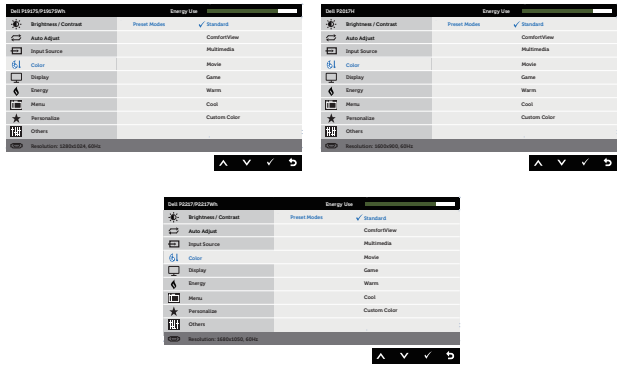 Dell P1917S/P1917SWh Energy Use
Brightness / Contrast Preset Modes ✓ Standard
Auto Adjust ComfortView
Input Source Multimedia
Color Movie
Display Game
Energy Warm
Menu Cool
Personalize Custom Color
Others
Resolution: 1280x1024, 60Hz
Dell P2017H Energy Use
Brightness / Contrast Preset Modes ✓ Standard
Auto Adjust ComfortView
Input Source Multimedia
Color Movie
Display Game
Energy Warm
Menu Cool
Personalize Custom Color
Others
Resolution: 1600x900, 60Hz
Dell P2217/P2217Wh Energy Use
Brightness / Contrast Preset Modes ✓ Standard
Auto Adjust ComfortView
Input Source Multimedia
Color Movie
Display Game
Energy Warm
Menu Cool
Personalize Custom Color
Others
Resolution: 1680x1050, 60Hz